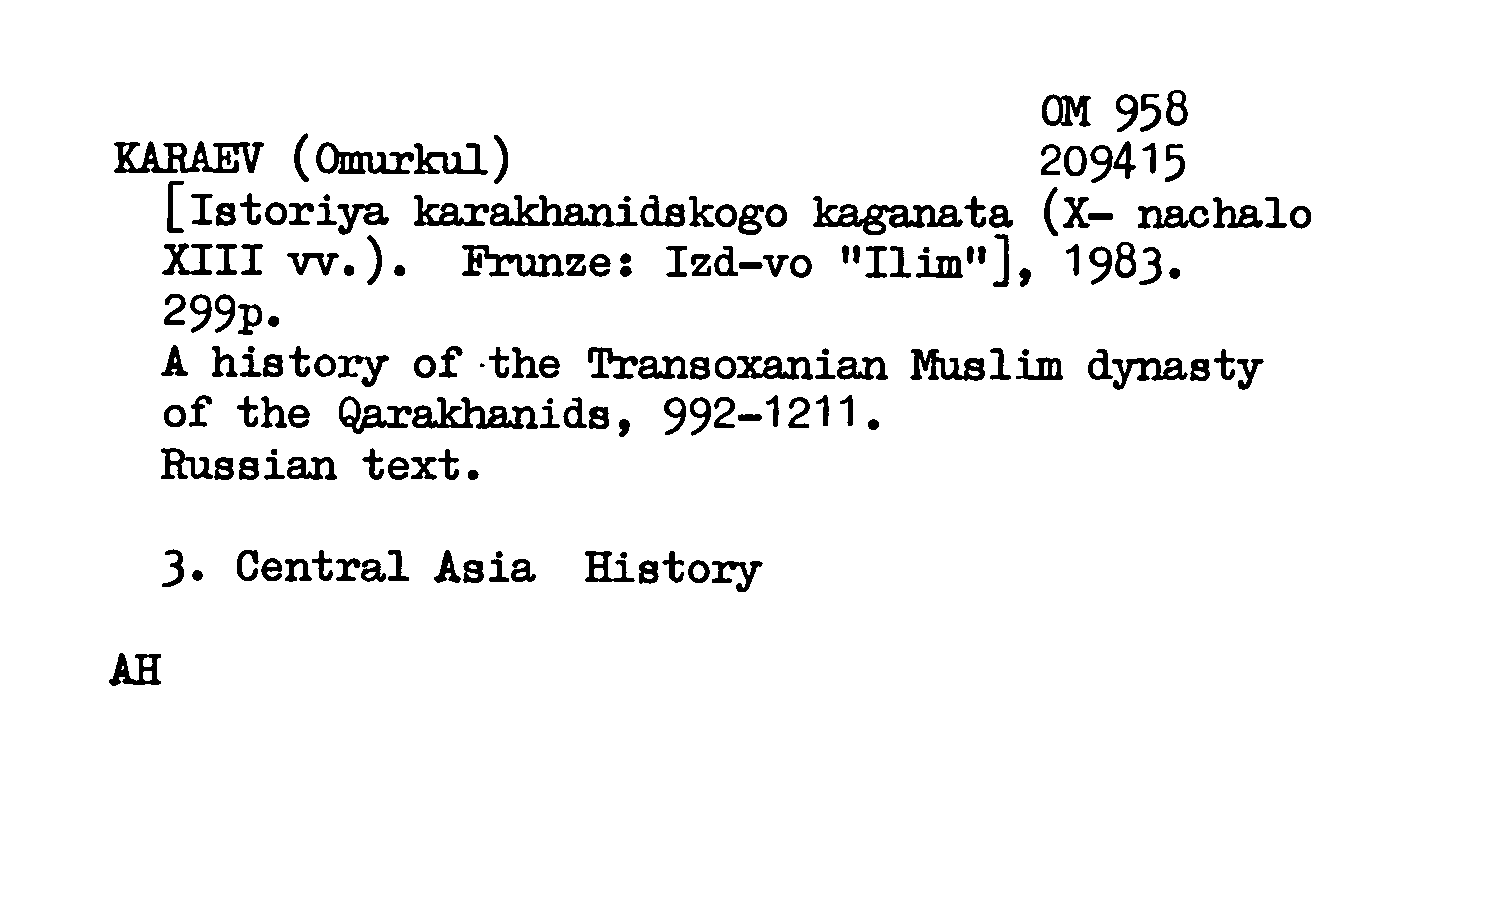 OM 958
KARAEV (Omurkul) 209415
[Istoriya karakhanidskogo kaganata (X- nachalo
XIII vv.). Frunze: Izd-vo "Ilim"], 1983.
299p.
A history of the Transoxanian Muslim dynasty
of the Qarakhanids, 992-1211.
Russian text.
3. Central Asia History
AH